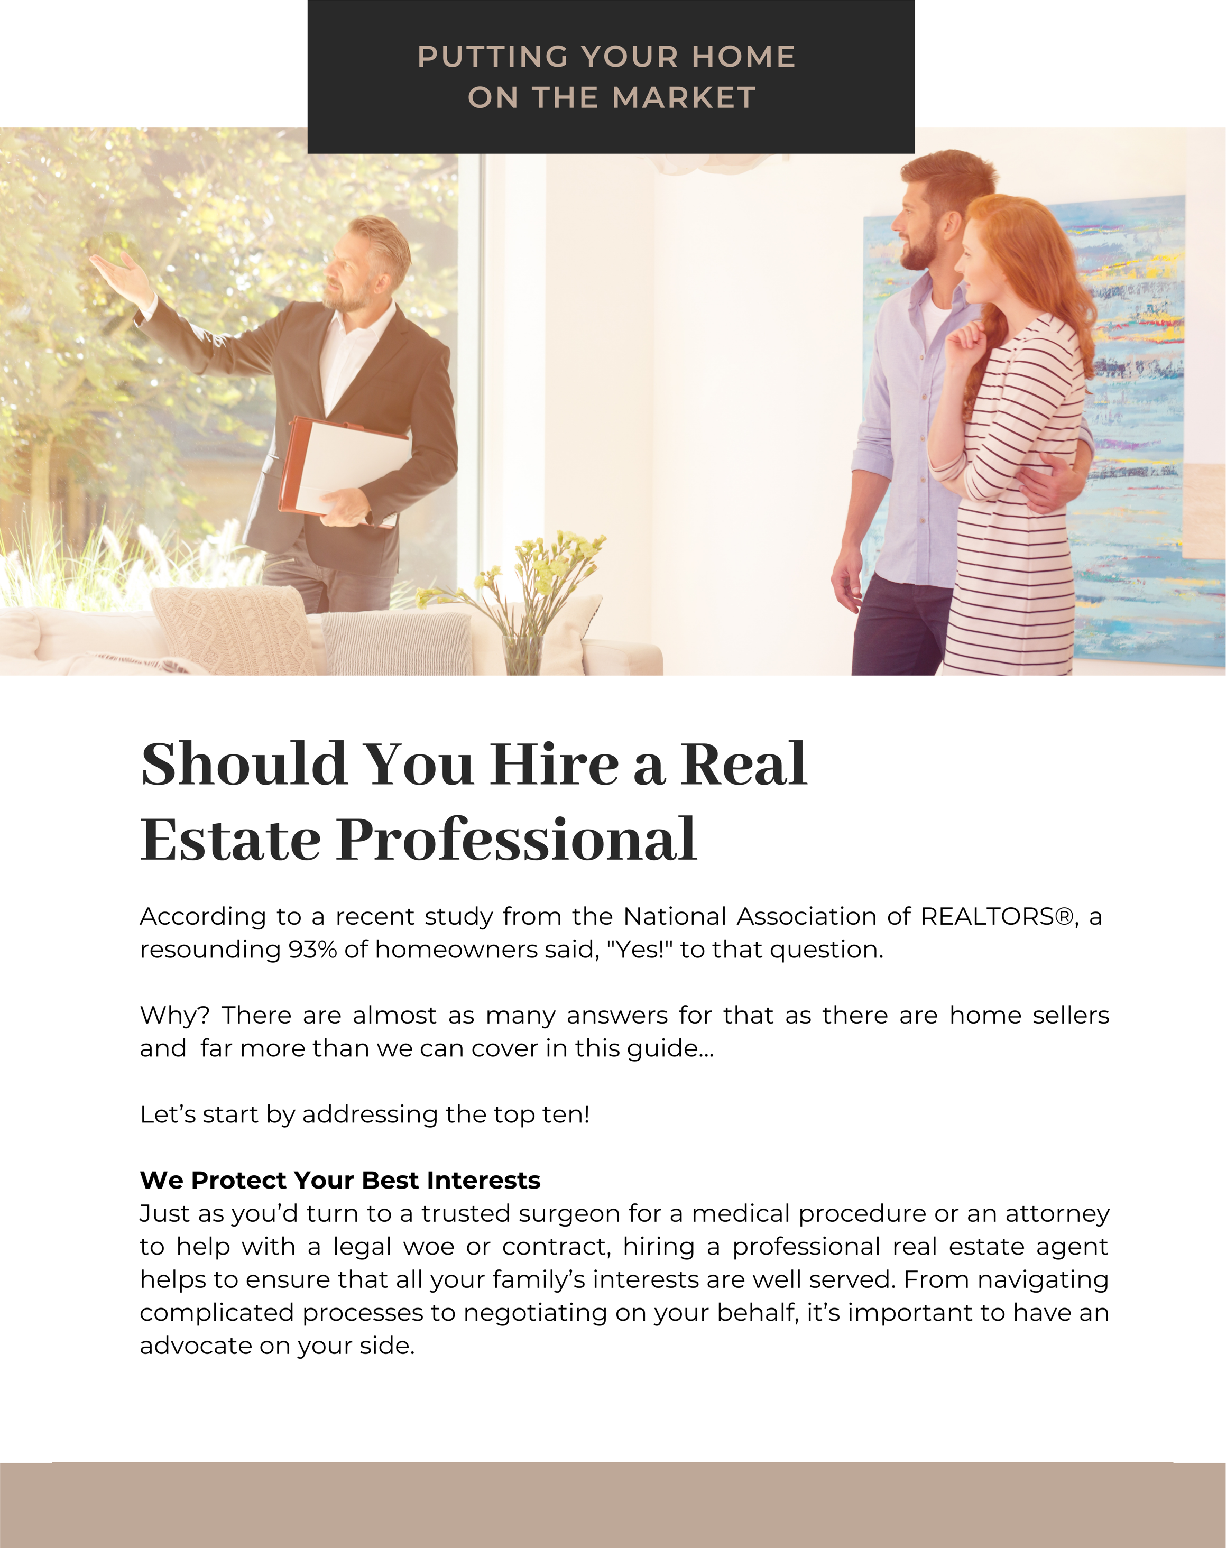 PUTTING YOUR HOME
ON THE MARKET
Should You Hire a Real
Estate Professional
According to a recent study from the National Association of REALTORS®, a
resounding 93% of homeowners said, "Yes!" to that question.
Why? There are almost as many answers for that as there are home sellers
and  far more than we can cover in this guide...
Let’s start by addressing the top ten!
We Protect Your Best Interests
Just as you’d turn to a trusted surgeon for a medical procedure or an attorney
to help with a legal woe or contract, hiring a professional real estate agent
helps to ensure that all your family’s interests are well served. From navigating
complicated processes to negotiating on your behalf, it’s important to have an
advocate on your side.